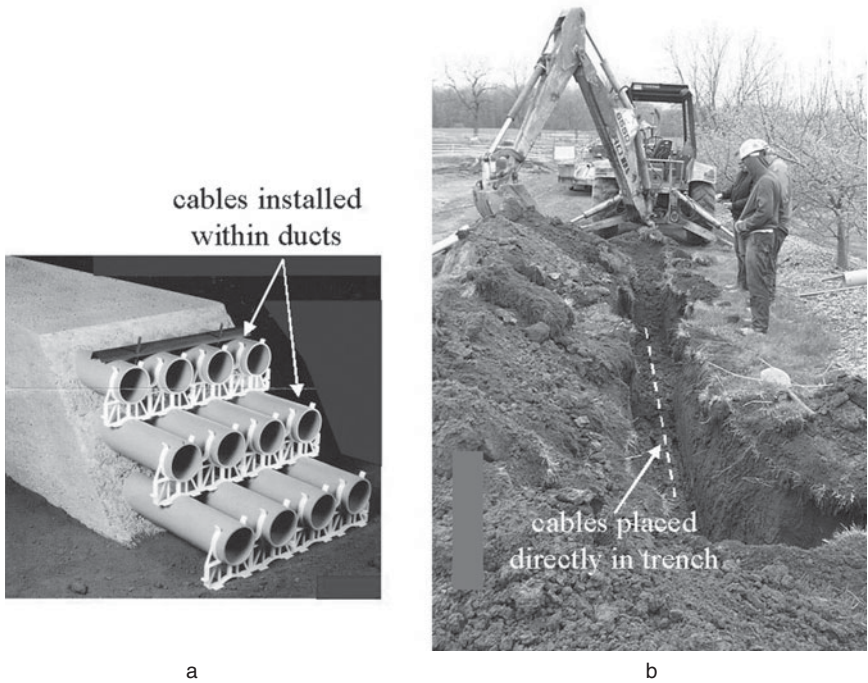 cables installed
within ducts
cables placed
directly in trench
a
b